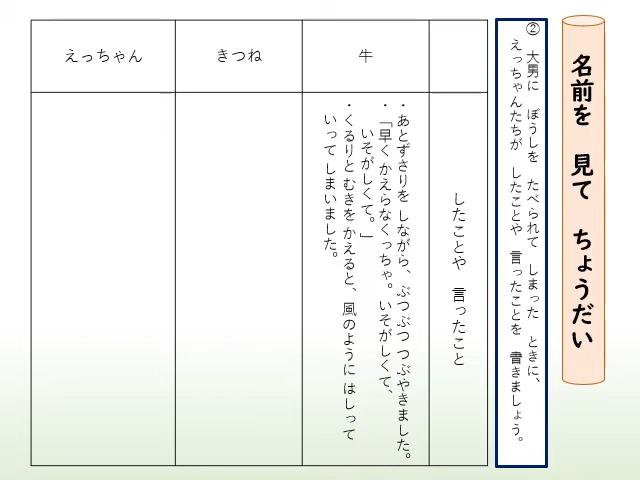 名前を 見て ちょうだい
② 大男に ぼうしを たべられて しまった ときに、
えっちゃんたちが したことや 言ったことを 書きましょう。
したことや 言ったこと
牛
・あとずさりを しながら、ぶつぶつ つぶやきました。
・「早く かえらなくっちゃ。いそがしくて、
いそがしくて。」
・くるりと むきを かえると、風のように はしって
いって しまいました。
きつね
えっちゃん